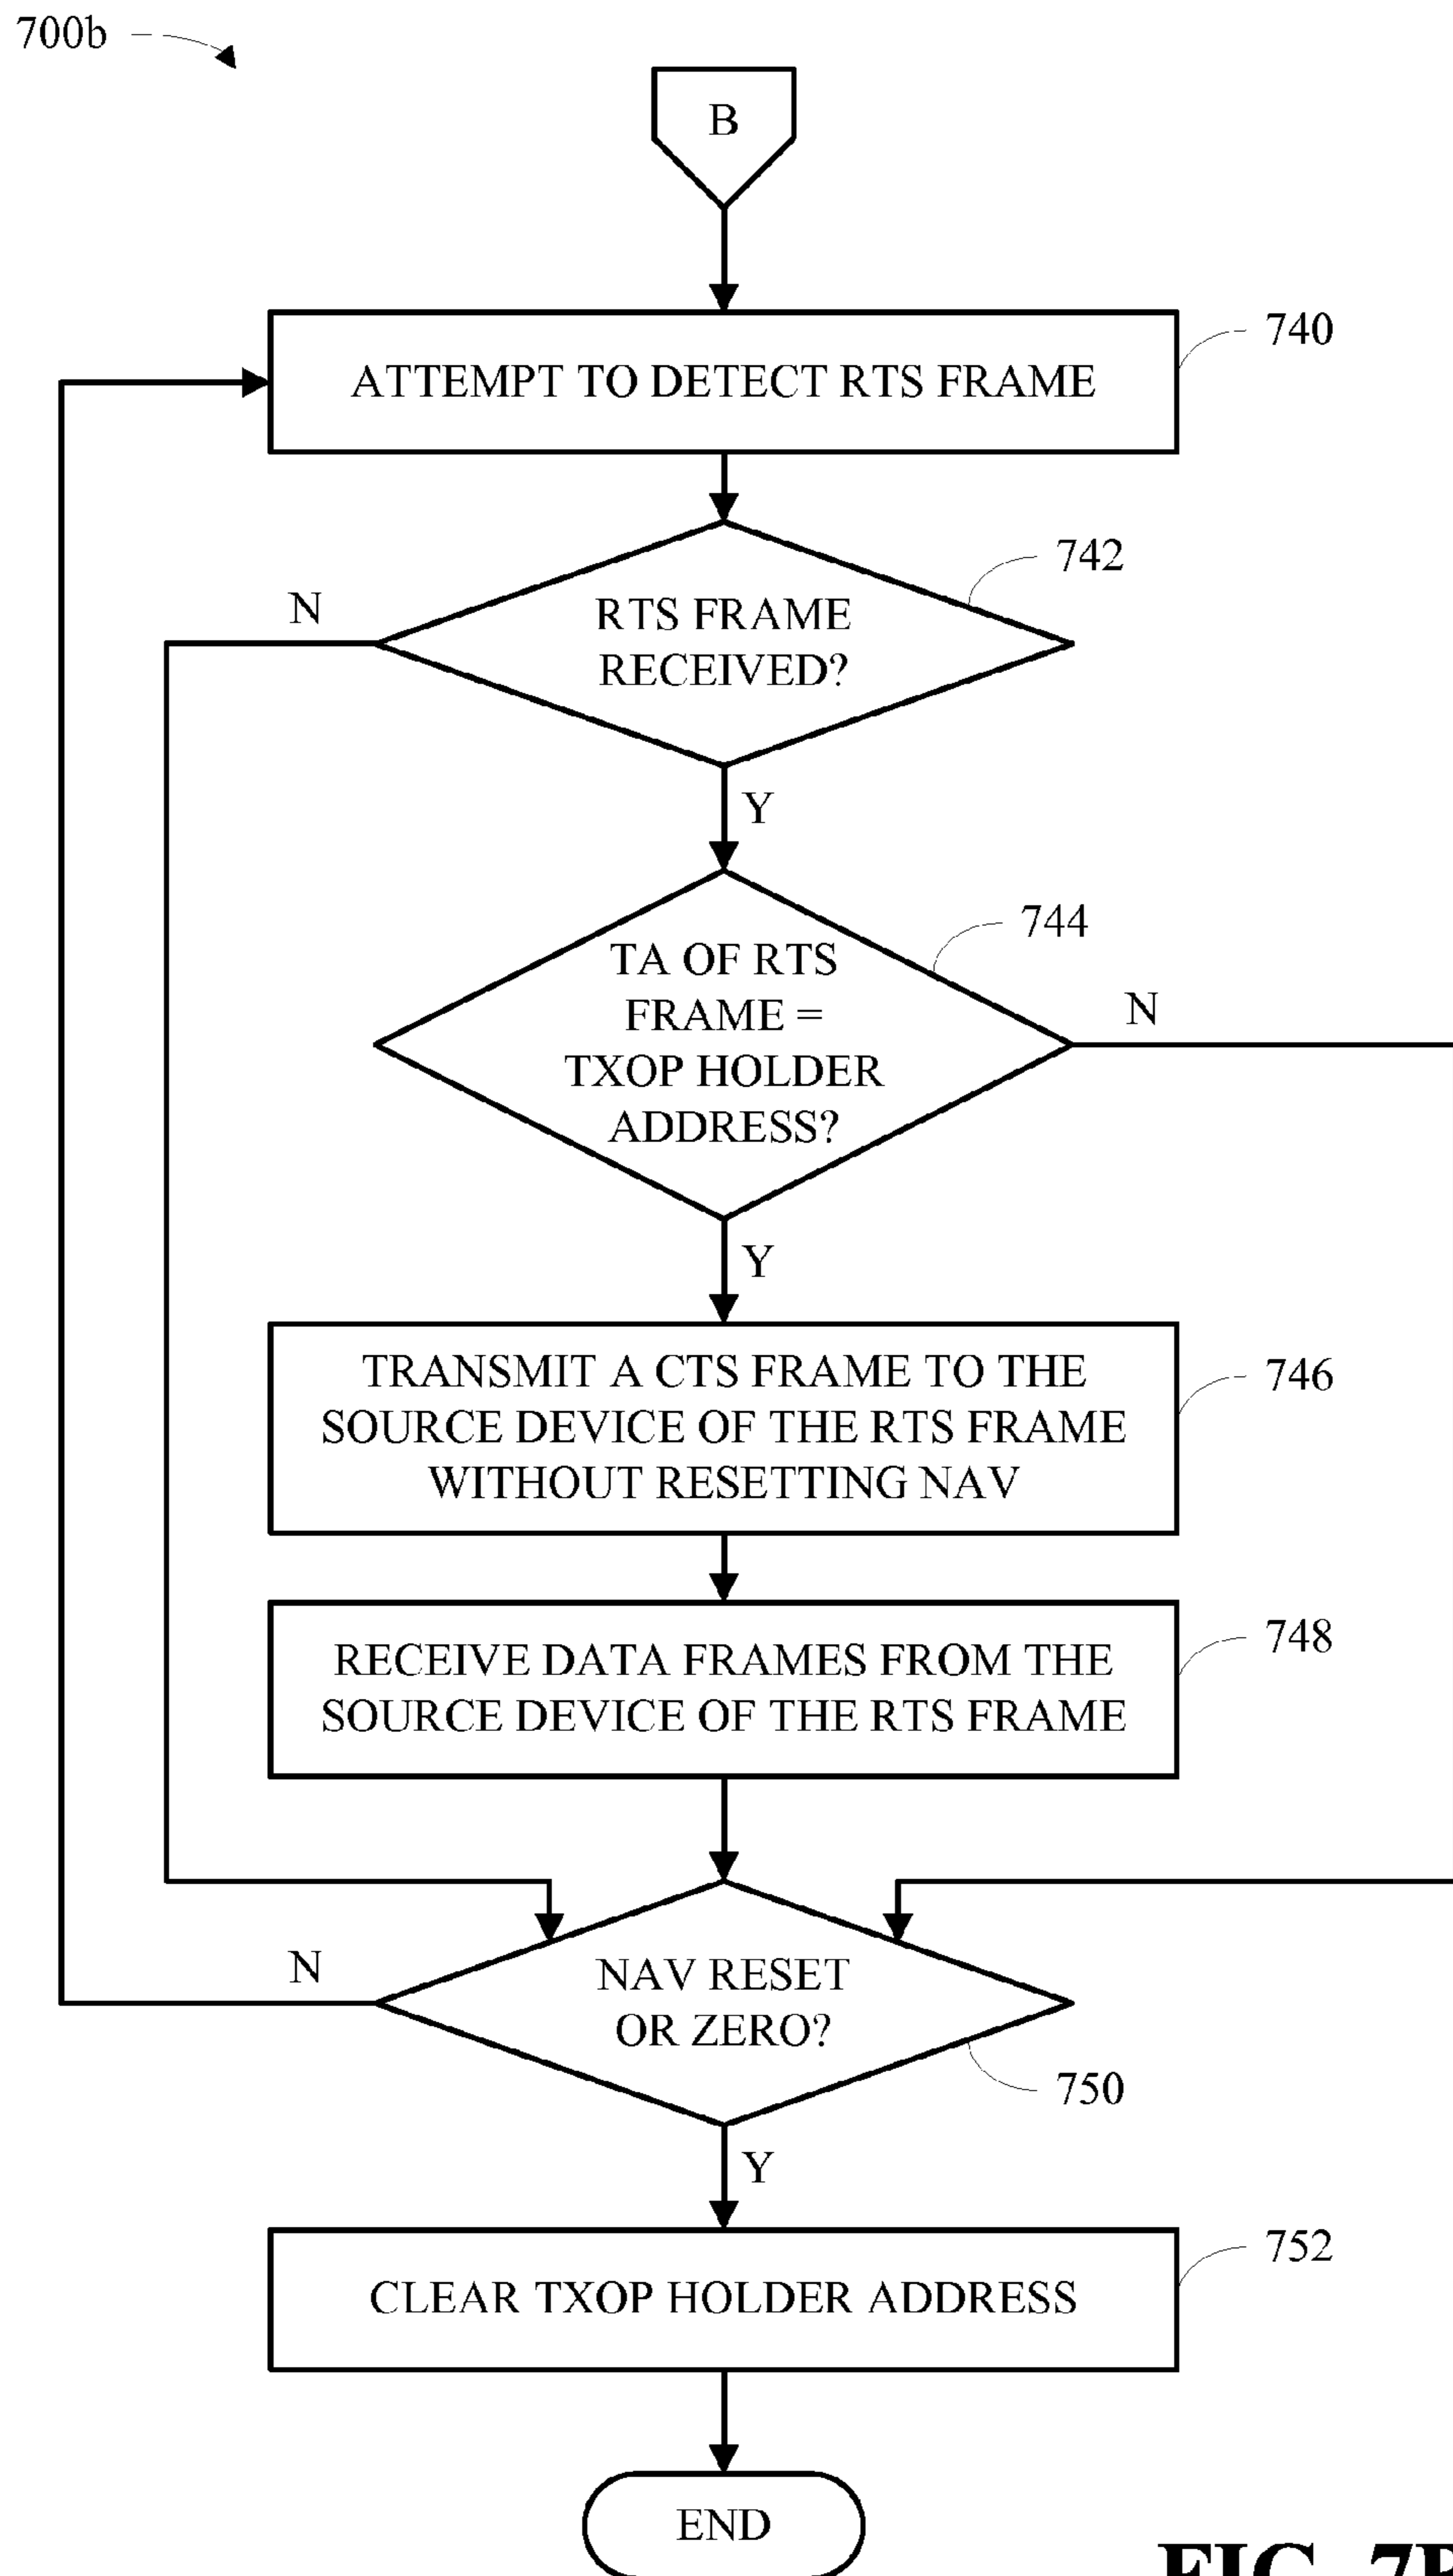 700b
B
ATTEMPT TO DETECT RTS FRAME
740
742
N
RTS FRAME
RECEIVED?
Y
744
TA OF RTS
FRAME =
TXOP HOLDER
ADDRESS?
N
Y
TRANSMIT A CTS FRAME TO THE
SOURCE DEVICE OF THE RTS FRAME
WITHOUT RESETTING NAV
746
RECEIVE DATA FRAMES FROM THE
SOURCE DEVICE OF THE RTS FRAME
748
N
NAV RESET
OR ZERO?
750
Y
CLEAR TXOP HOLDER ADDRESS
752
END
FIG. 7B